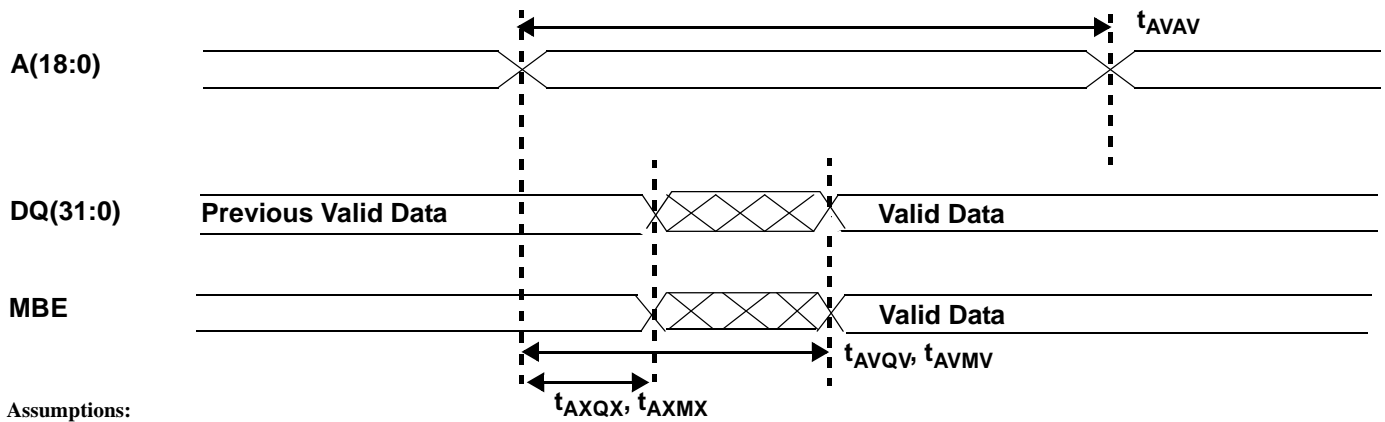 tAVAV
A(18:0)
DQ(31:0)
Previous Valid Data
Valid Data
MBE
Valid Data
tAVQV, tAVMV
tAXQX, tAXMX
Assumptions: